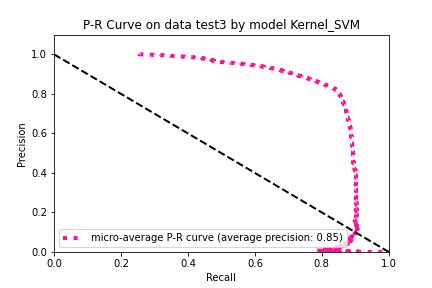 P-R Curve on data test3 by model Kernel_SVM
Precision
1.0
0.8
0.6
0.4
0.2
0.0
micro-average P-R curve (average precision: 0.85)
0.0 0.2 0.4 0.6 0.8 1.0
Recall